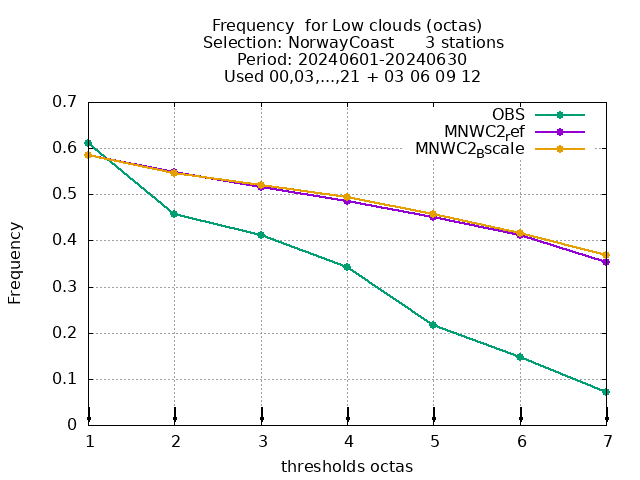 Frequency  for Low clouds (octas)
Selection: NorwayCoast      3 stations
Period: 20240601-20240630
Used 00,03,...,21 + 03 06 09 12
0.7
0.6
0.5
0.4
0.3
0.2
0.1
0
Frequency
OBS
MNWC2ref
MNWC2Bscale
1 2 3 4 5 6 7
thresholds octas